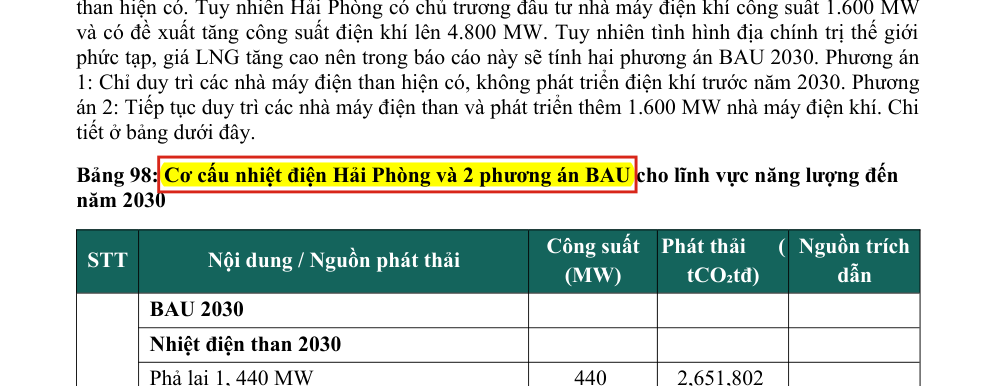 than hiện có. Tuy nhiên Hải Phòng có chủ trương đầu tư nhà máy điện khí công suất 1.600 MW
và có đề xuất tăng công suất điện khí lên 4.800 MW. Tuy nhiên tình hình địa chính trị thế giới
phức tạp, giá LNG tăng cao nên trong báo cáo này sẽ tính hai phương án BAU 2030. Phương án
1: Chỉ duy trì các nhà máy điện than hiện có, không phát triển điện khí trước năm 2030. Phương
án 2: Tiếp tục duy trì các nhà máy điện than và phát triển thêm 1.600 MW nhà máy điện khí. Chi
tiết ở bảng dưới đây.
Bảng 98: Cơ cấu nhiệt điện Hải Phòng và 2 phương án BAU cho lĩnh vực năng lượng đến
năm 2030
STT Nội dung / Nguồn phát thải Công suất (MW) Phát thải ( tCO₂tđ) Nguồn trích dẫn
BAU 2030
Nhiệt điện than 2030
Phả lại 1, 440 MW 440 2,651,802